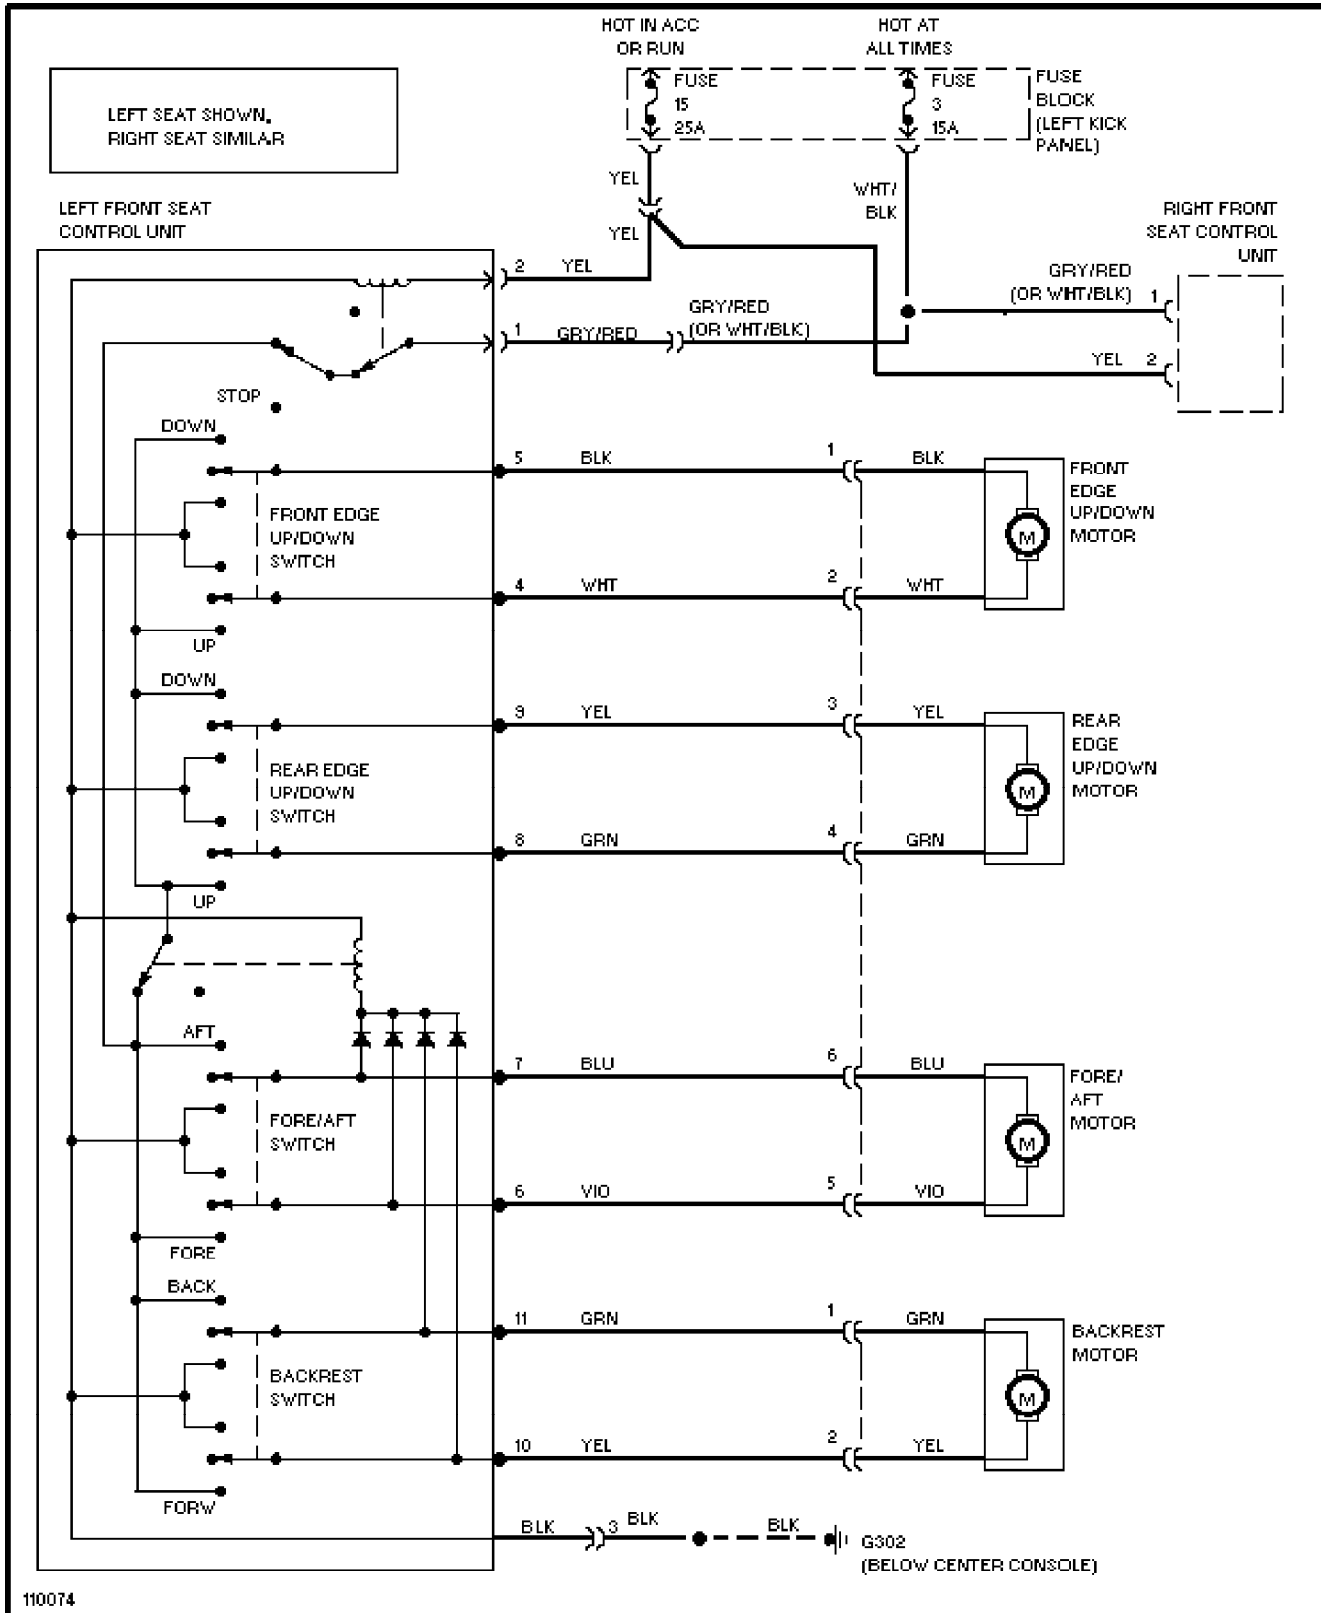 HOT IN ACC
OR RUN
HOT AT
ALL TIMES
FUSE
15
25A
FUSE
3
15A
FUSE
BLOCK
(LEFT KICK
PANEL)
LEFT SEAT SHOWN,
RIGHT SEAT SIMILAR
YEL
YEL
WHT/
BLK
LEFT FRONT SEAT
CONTROL UNIT
RIGHT FRONT
SEAT CONTROL
UNIT
2 YEL
GRY/RED
(OR WHT/BLK) 1
1 GRY/RED
GRY/RED
(OR WHT/BLK)
YEL 2
STOP
DOWN
5 BLK 1 BLK
FRONT
EDGE
UP/DOWN
MOTOR
M
FRONT EDGE
UP/DOWN
SWITCH
4 WHT 2 WHT
UP
DOWN
9 YEL 3 YEL
REAR
EDGE
UP/DOWN
MOTOR
M
REAR EDGE
UP/DOWN
SWITCH
8 GRN 4 GRN
UP
AFT
7 BLU 6 BLU
FORE/
AFT
MOTOR
M
FORE/AFT
SWITCH
6 VIO 5 VIO
FORE
BACK
11 GRN 1 GRN
BACKREST
MOTOR
M
BACKREST
SWITCH
10 YEL 2 YEL
FORW
BLK 3 BLK BLK
G302
(BELOW CENTER CONSOLE)
110074